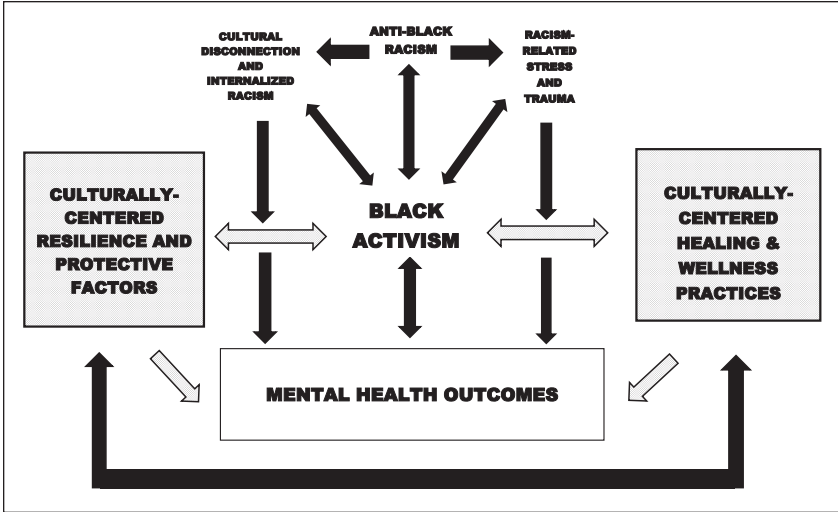 CULTURAL
DISCONNECTION
AND
INTERNALIZED
RACISM
ANTI-BLACK
RACISM
RACISM-
RELATED
STRESS
AND
TRAUMA
CULTURALLY-
CENTERED
RESILIENCE AND
PROTECTIVE
FACTORS
BLACK
ACTIVISM
CULTURALLY-
CENTERED
HEALING &
WELLNESS
PRACTICES
MENTAL HEALTH OUTCOMES